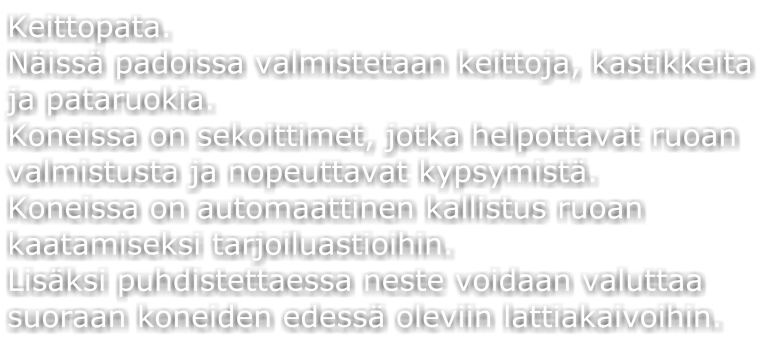 Keittopata.
Näissä padoissa valmistetaan keittoja, kastikkeita
ja pataruokia.
Koneissa on sekoittimet, jotka helpottavat ruoan
valmistusta ja nopeuttavat kypsymistä.
Koneissa on automaattinen kallistus ruoan
kaatamiseksi tarjoiluastioihin.
Lisäksi puhdistettaessa neste voidaan valuttaa
suoraan koneiden edessä oleviin lattiakaivoihin.